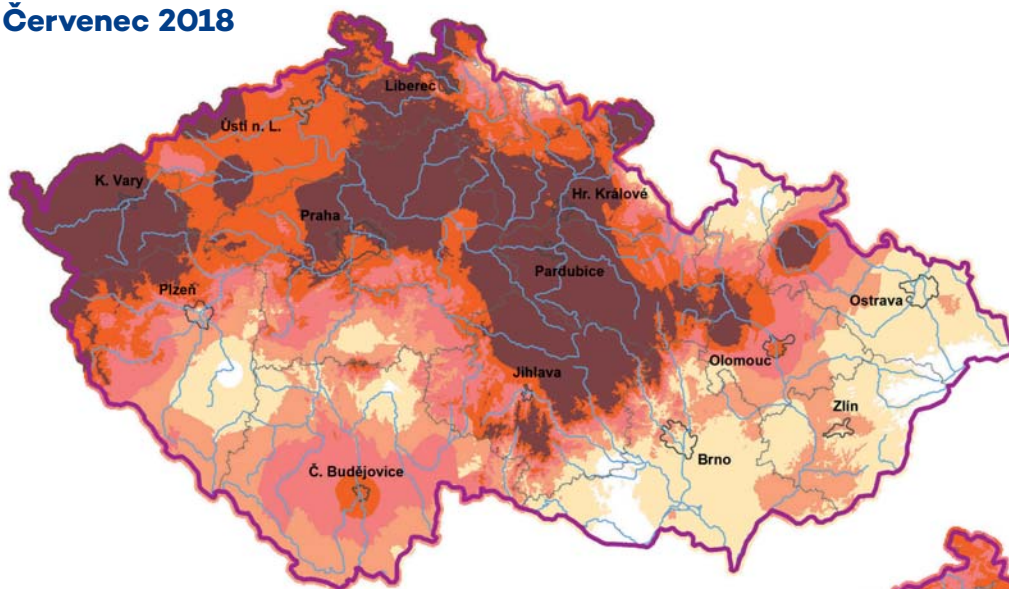 Červenec 2018
Liberec
Ústí n. L.
K. Vary
Hr. Králové
Praha
Pardubice
Plzeň
Ostrava
Olomouc
Jihlava
Zlín
Brno
Č. Budějovice